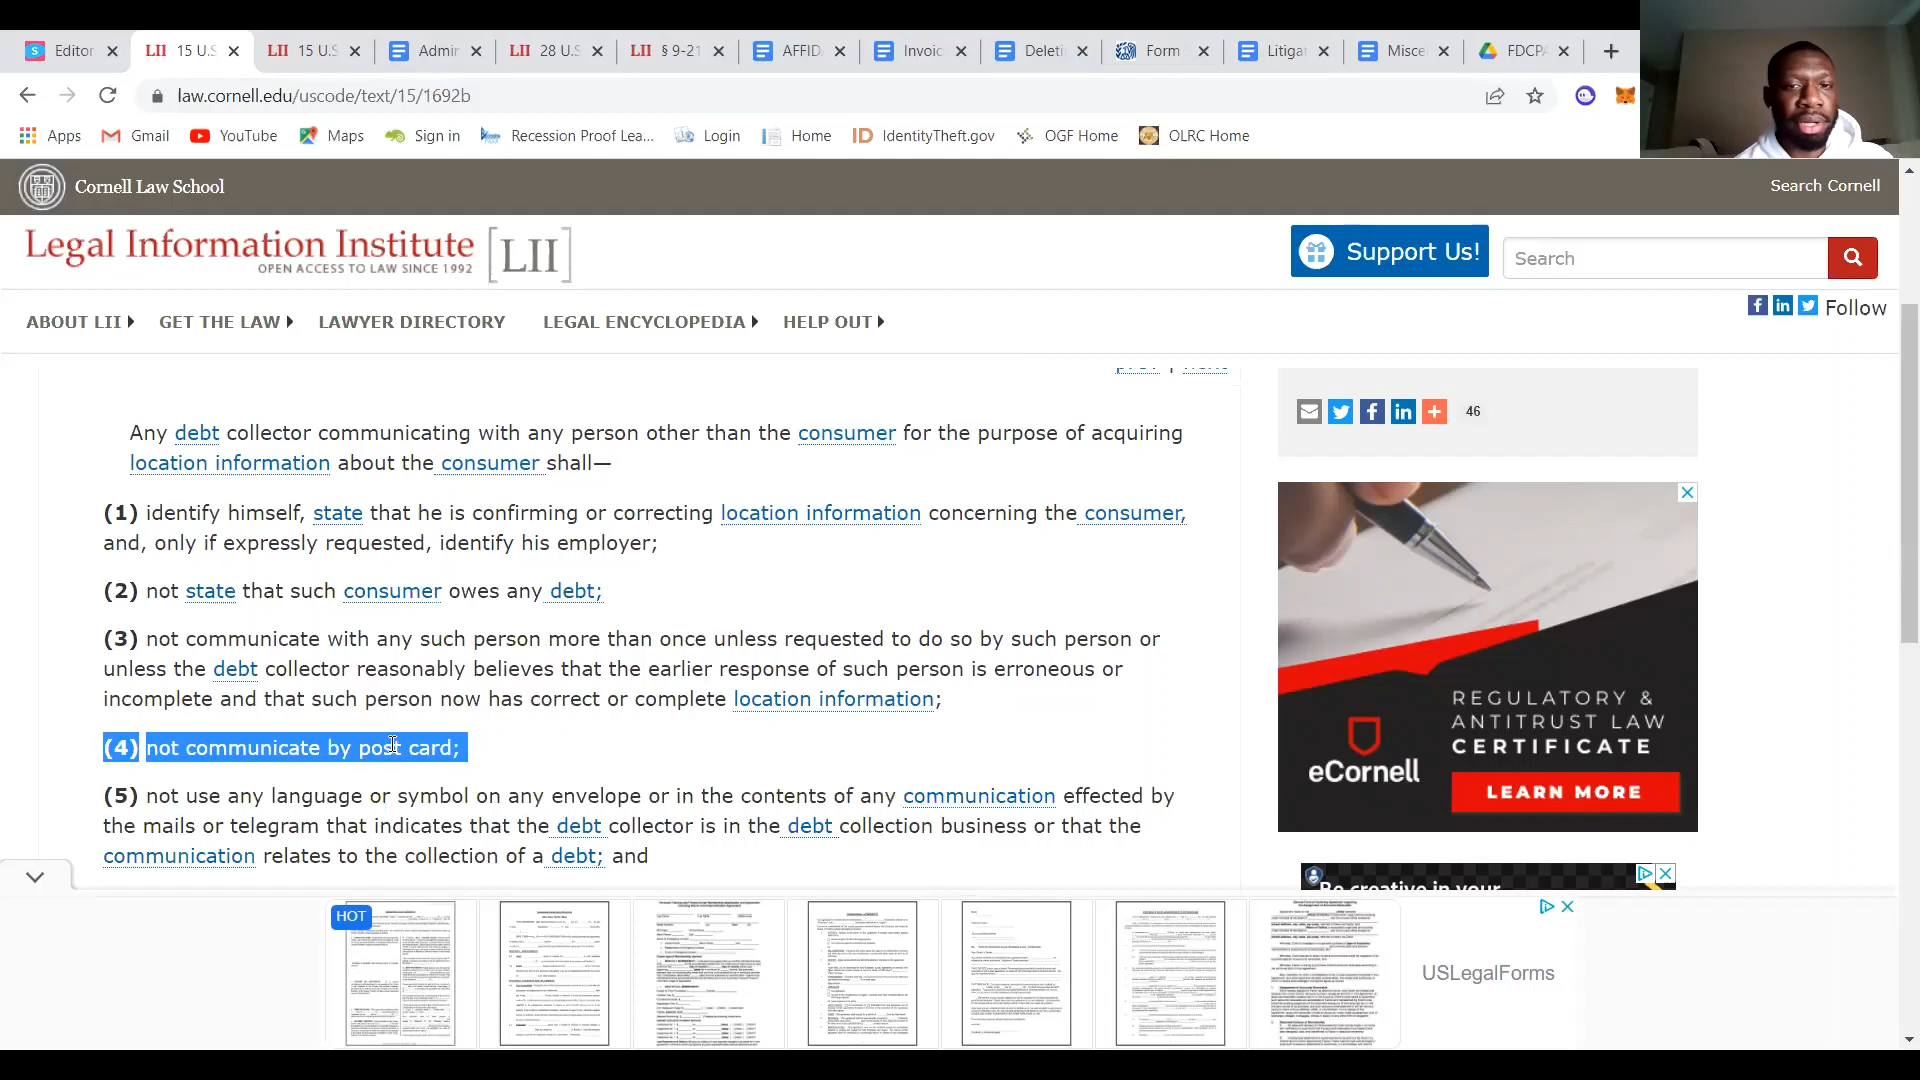 Editor
15 U.S
15 U.S
Admir
28 U.S
§ 9-21
AFFID
Invoic
Deleti
Form
Litigat
Misce
FDCPA
law.cornell.edu/uscode/text/15/1692b
Apps
Gmail
YouTube
Maps
Sign in
Recession Proof Lea...
Login
Home
IdentityTheft.gov
OGF Home
OLRC Home
Cornell Law School
Search Cornell
Legal Information Institute [LII]
OPEN ACCESS TO LAW SINCE 1992
Support Us!
Search
ABOUT LII
GET THE LAW
LAWYER DIRECTORY
LEGAL ENCYCLOPEDIA
HELP OUT
Follow
prev | next
46
Any debt collector communicating with any person other than the consumer for the purpose of acquiring
location information about the consumer shall—
(1) identify himself, state that he is confirming or correcting location information concerning the consumer,
and, only if expressly requested, identify his employer;
(2) not state that such consumer owes any debt;
(3) not communicate with any such person more than once unless requested to do so by such person or
unless the debt collector reasonably believes that the earlier response of such person is erroneous or
incomplete and that such person now has correct or complete location information;
(4) not communicate by post card;
(5) not use any language or symbol on any envelope or in the contents of any communication effected by
the mails or telegram that indicates that the debt collector is in the debt collection business or that the
communication relates to the collection of a debt; and
REGULATORY &
ANTITRUST LAW
CERTIFICATE
eCornell
LEARN MORE
Be creative in your
HOT
USLegalForms